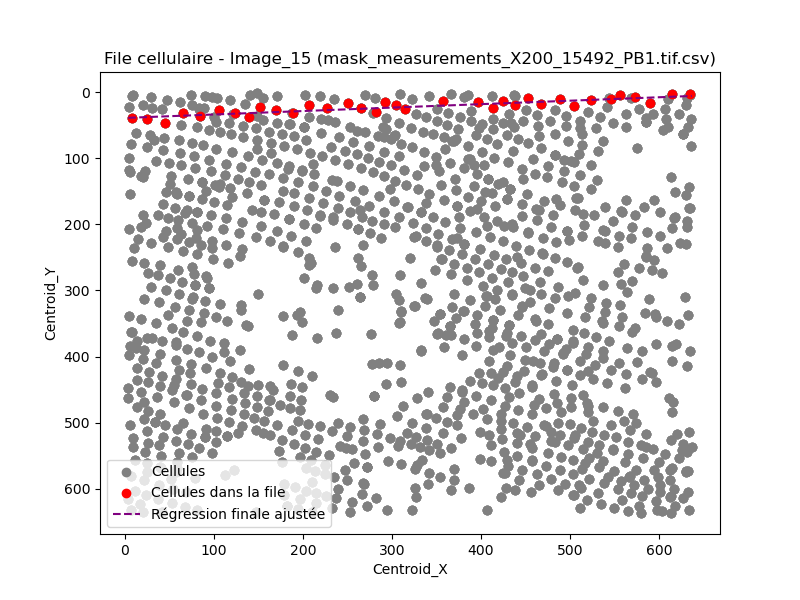 File cellulaire - Image_15 (mask_measurements_X200_15492_PB1.tif.csv)
Centroid_Y
0
100
200
300
400
500
600
Cellules
Cellules dans la file
Régression finale ajustée
0 100 200 300 400 500 600
Centroid_X